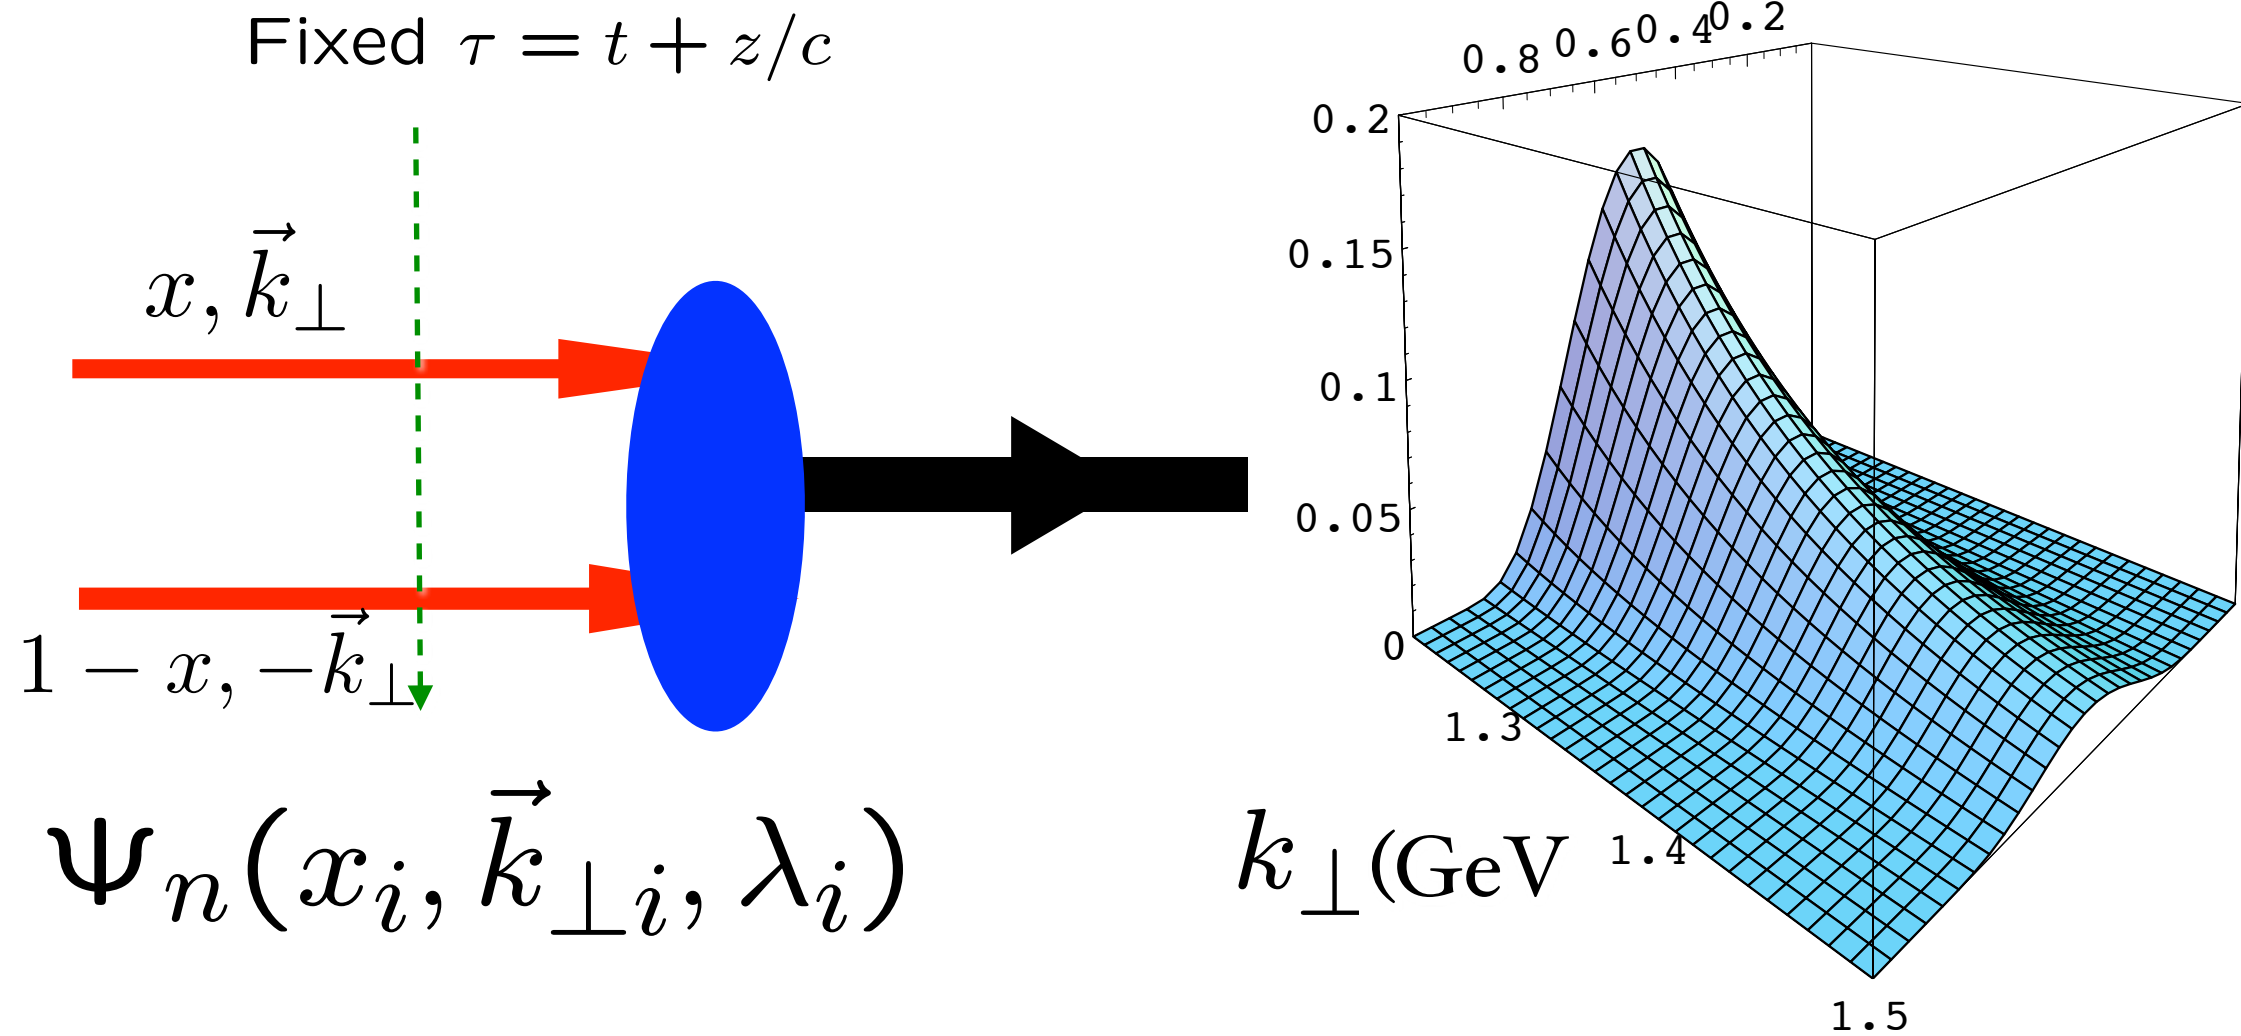 Fixed τ = t + z/c
x, k⃗⊥
1 − x, −k⃗⊥
Ψn(xi, k⃗⊥i, λi)
0.8 0.6 0.4 0.2
0.2
0.15
0.1
0.05
0
1.3
1.4
1.5
k⊥(GeV